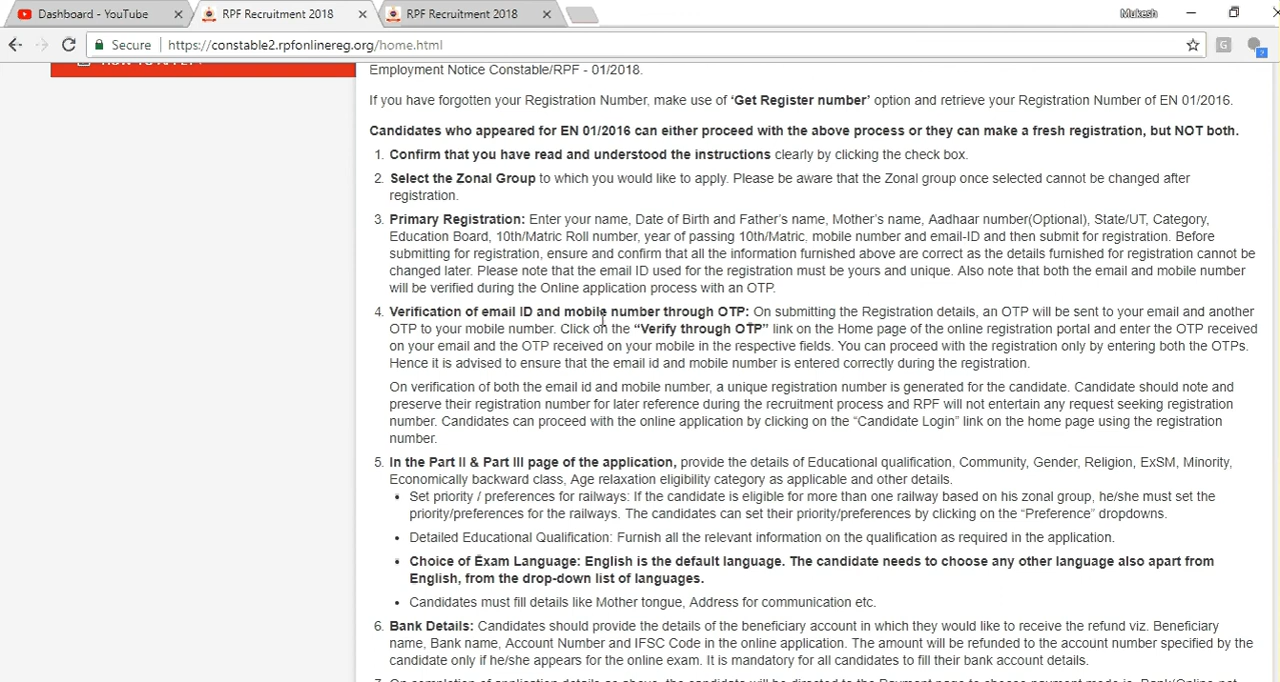 Dashboard - YouTube
RPF Recruitment 2018
RPF Recruitment 2018
Mukesh
Secure
https://constable2.rpfonlinereg.org/home.html
G
2
Employment Notice Constable/RPF - 01/2018.
If you have forgotten your Registration Number, make use of ‘Get Register number’ option and retrieve your Registration Number of EN 01/2016.
Candidates who appeared for EN 01/2016 can either proceed with the above process or they can make a fresh registration, but NOT both.
1. Confirm that you have read and understood the instructions clearly by clicking the check box.
2. Select the Zonal Group to which you would like to apply. Please be aware that the Zonal group once selected cannot be changed after
registration.
3. Primary Registration: Enter your name, Date of Birth and Father’s name, Mother’s name, Aadhaar number(Optional), State/UT, Category,
Education Board, 10th/Matric Roll number, year of passing 10th/Matric, mobile number and email-ID and then submit for registration. Before
submitting for registration, ensure and confirm that all the information furnished above are correct as the details furnished for registration cannot be
changed later. Please note that the email ID used for the registration must be yours and unique. Also note that both the email and mobile number
will be verified during the Online application process with an OTP.
4. Verification of email ID and mobile number through OTP: On submitting the Registration details, an OTP will be sent to your email and another
OTP to your mobile number. Click on the “Verify through OTP” link on the Home page of the online registration portal and enter the OTP received
on your email and the OTP received on your mobile in the respective fields. You can proceed with the registration only by entering both the OTPs.
Hence it is advised to ensure that the email id and mobile number is entered correctly during the registration.
On verification of both the email id and mobile number, a unique registration number is generated for the candidate. Candidate should note and
preserve their registration number for later reference during the recruitment process and RPF will not entertain any request seeking registration
number. Candidates can proceed with the online application by clicking on the “Candidate Login” link on the home page using the registration
number.
5. In the Part II & Part III page of the application, provide the details of Educational qualification, Community, Gender, Religion, ExSM, Minority,
Economically backward class, Age relaxation eligibility category as applicable and other details.
• Set priority / preferences for railways: If the candidate is eligible for more than one railway based on his zonal group, he/she must set the
priority/preferences for the railways. The candidates can set their priority/preferences by clicking on the “Preference” dropdowns.
• Detailed Educational Qualification: Furnish all the relevant information on the qualification as required in the application.
• Choice of Exam Language: English is the default language. The candidate needs to choose any other language also apart from
English, from the drop-down list of languages.
• Candidates must fill details like Mother tongue, Address for communication etc.
6. Bank Details: Candidates should provide the details of the beneficiary account in which they would like to receive the refund viz. Beneficiary
name, Bank name, Account Number and IFSC Code in the online application. The amount will be refunded to the account number specified by the
candidate only if he/she appears for the online exam. It is mandatory for all candidates to fill their bank account details.